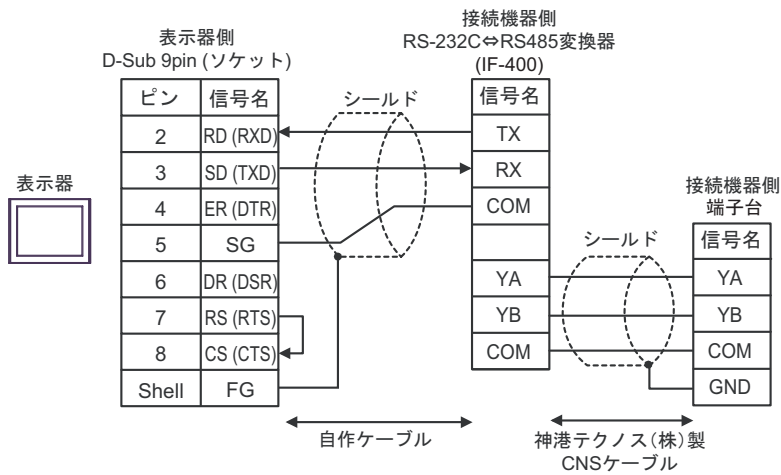 表示器側
D-Sub 9pin (ソケット)
接続機器側
RS-232C⇔RS485変換器
(IF-400)
ピン 信号名
2 RD (RXD)
3 SD (TXD)
4 ER (DTR)
5 SG
6 DR (DSR)
7 RS (RTS)
8 CS (CTS)
Shell FG
表示器
シールド
信号名
TX
RX
COM
YA
YB
COM
シールド
接続機器側
端子台
信号名
YA
YB
COM
GND
自作ケーブル
神港テクノス(株)製
CNSケーブル